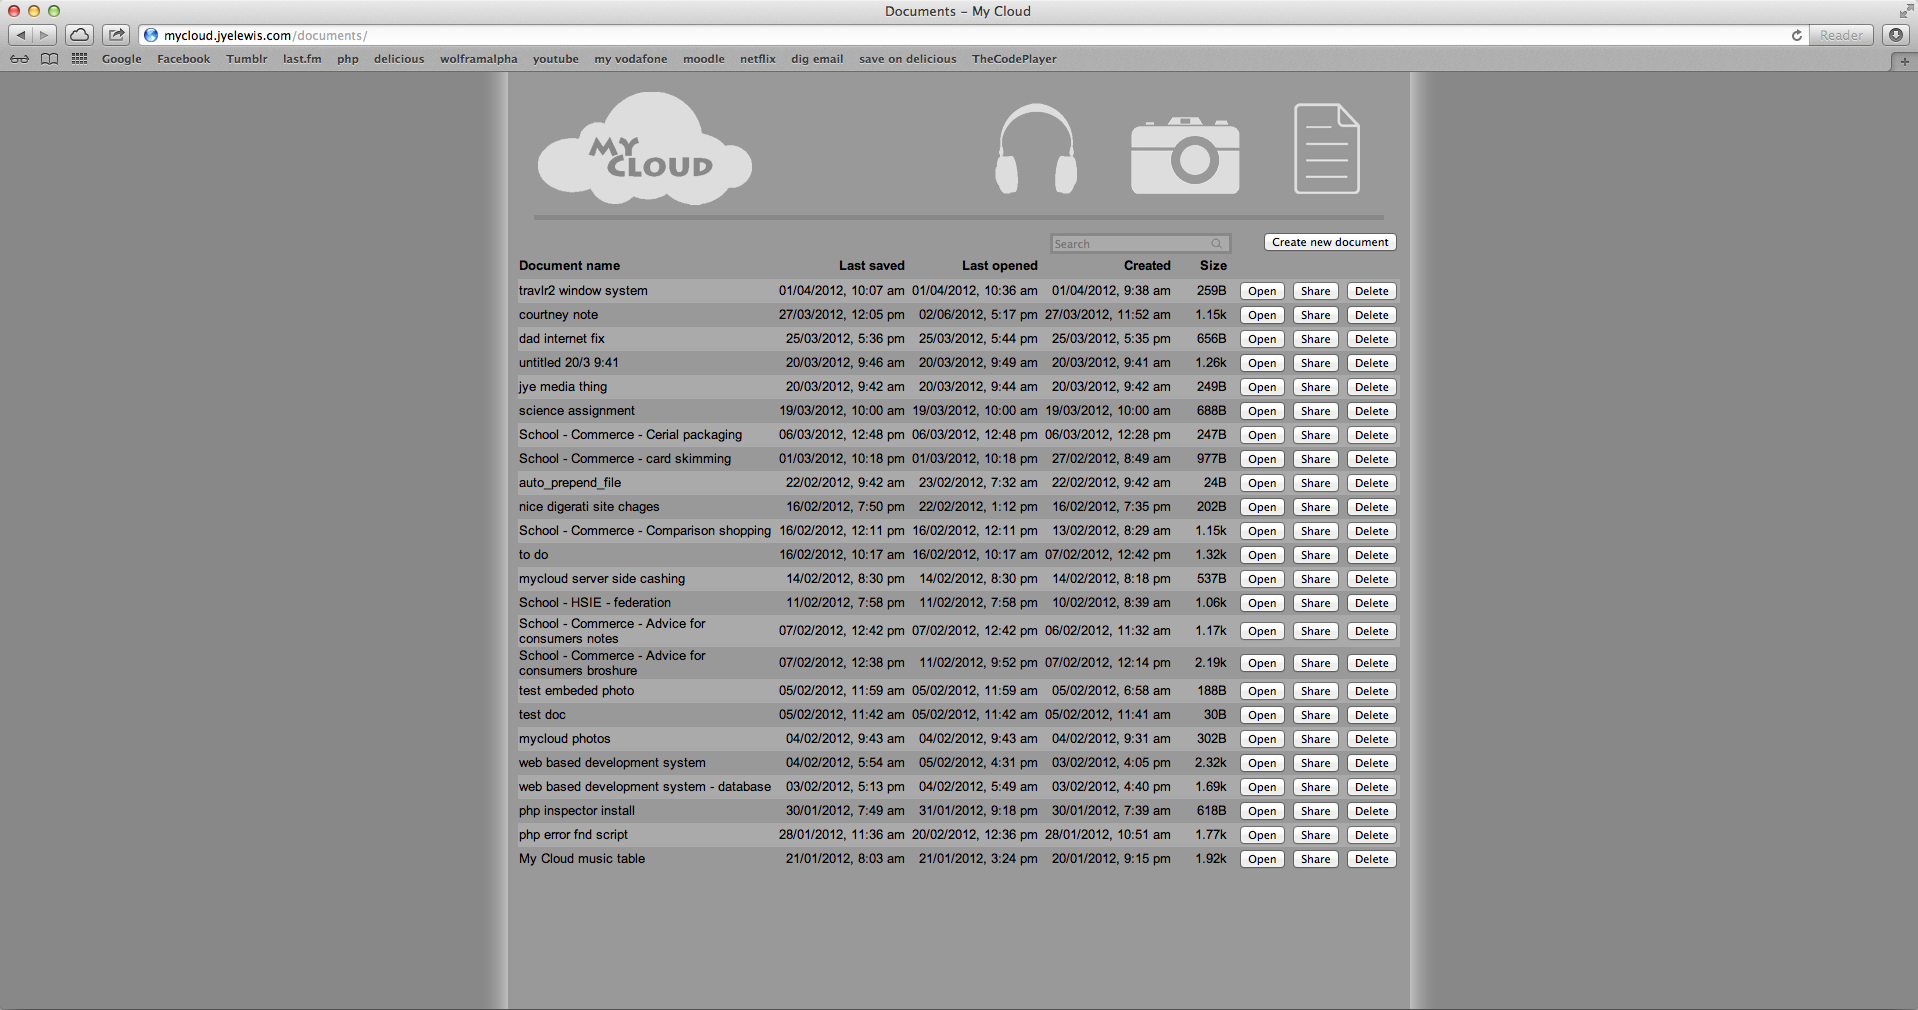 Documents – My Cloud
mycloud.jyelewis.com/documents/
Reader
Google Facebook Tumblr last.fm php delicious wolframalpha youtube my vodafone moodle netflix dig email save on delicious TheCodePlayer
MY
CLOUD
Search
Create new document
Document name Last saved Last opened Created Size
travlr2 window system 01/04/2012, 10:07 am 01/04/2012, 10:36 am 01/04/2012, 9:38 am 259B Open Share Delete
courtney note 27/03/2012, 12:05 pm 02/06/2012, 5:17 pm 27/03/2012, 11:52 am 1.15k Open Share Delete
dad internet fix 25/03/2012, 5:36 pm 25/03/2012, 5:44 pm 25/03/2012, 5:35 pm 656B Open Share Delete
untitled 20/3 9:41 20/03/2012, 9:46 am 20/03/2012, 9:49 am 20/03/2012, 9:41 am 1.26k Open Share Delete
jye media thing 20/03/2012, 9:42 am 20/03/2012, 9:44 am 20/03/2012, 9:42 am 249B Open Share Delete
science assignment 19/03/2012, 10:00 am 19/03/2012, 10:00 am 19/03/2012, 10:00 am 688B Open Share Delete
School - Commerce - Cerial packaging 06/03/2012, 12:48 pm 06/03/2012, 12:48 pm 06/03/2012, 12:28 pm 247B Open Share Delete
School - Commerce - card skimming 01/03/2012, 10:18 pm 01/03/2012, 10:18 pm 27/02/2012, 8:49 am 977B Open Share Delete
auto_prepend_file 22/02/2012, 9:42 am 23/02/2012, 7:32 am 22/02/2012, 9:42 am 24B Open Share Delete
nice digerati site chages 16/02/2012, 7:50 pm 22/02/2012, 1:12 pm 16/02/2012, 7:35 pm 202B Open Share Delete
School - Commerce - Comparison shopping 16/02/2012, 12:11 pm 16/02/2012, 12:11 pm 13/02/2012, 8:29 am 1.15k Open Share Delete
to do 16/02/2012, 10:17 am 16/02/2012, 10:17 am 07/02/2012, 12:42 pm 1.32k Open Share Delete
mycloud server side cashing 14/02/2012, 8:30 pm 14/02/2012, 8:30 pm 14/02/2012, 8:18 pm 537B Open Share Delete
School - HSIE - federation 11/02/2012, 7:58 pm 11/02/2012, 7:58 pm 10/02/2012, 8:39 am 1.06k Open Share Delete
School - Commerce - Advice for
consumers notes 07/02/2012, 12:42 pm 07/02/2012, 12:42 pm 06/02/2012, 11:32 am 1.17k Open Share Delete
School - Commerce - Advice for
consumers broshure 07/02/2012, 12:38 pm 11/02/2012, 9:52 pm 07/02/2012, 12:14 pm 2.19k Open Share Delete
test embeded photo 05/02/2012, 11:59 am 05/02/2012, 11:59 am 05/02/2012, 6:58 am 188B Open Share Delete
test doc 05/02/2012, 11:42 am 05/02/2012, 11:42 am 05/02/2012, 11:41 am 30B Open Share Delete
mycloud photos 04/02/2012, 9:43 am 04/02/2012, 9:43 am 04/02/2012, 9:31 am 302B Open Share Delete
web based development system 04/02/2012, 5:54 am 05/02/2012, 4:31 pm 03/02/2012, 4:05 pm 2.32k Open Share Delete
web based development system - database 03/02/2012, 5:13 pm 04/02/2012, 5:49 am 03/02/2012, 4:40 pm 1.69k Open Share Delete
php inspector install 30/01/2012, 7:49 am 31/01/2012, 9:18 pm 30/01/2012, 7:39 am 618B Open Share Delete
php error fnd script 28/01/2012, 11:36 am 20/02/2012, 12:36 pm 28/01/2012, 10:51 am 1.77k Open Share Delete
My Cloud music table 21/01/2012, 8:03 am 21/01/2012, 3:24 pm 20/01/2012, 9:15 pm 1.92k Open Share Delete